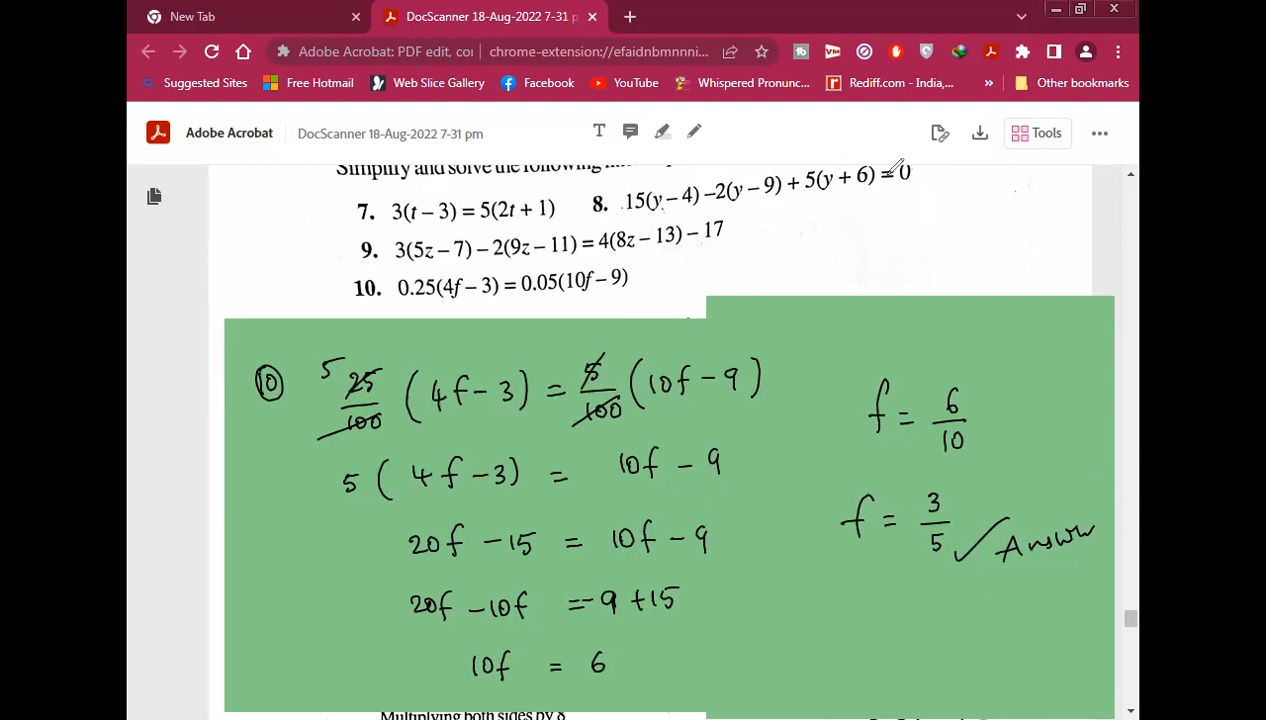 New Tab
DocScanner 18-Aug-2022 7-31 p
Adobe Acrobat: PDF edit, coi | chrome-extension://efaidnbmnnni...
Suggested Sites Free Hotmail Web Slice Gallery Facebook YouTube Whispered Pronunc... Rediff.com - India,... » Other bookmarks
Adobe Acrobat DocScanner 18-Aug-2022 7-31 pm Tools
Simplify and solve the following
7. 3(t – 3) = 5(2t + 1) 8. 15(y – 4) –2(y – 9) + 5(y + 6) = 0
9. 3(5z – 7) – 2(9z – 11) = 4(8z – 13) – 17
10. 0.25(4f – 3) = 0.05(10f – 9)
10 5 25/100 (4f - 3) = 5/100 (10f - 9)
5 (4f - 3) = 10f - 9
20f - 15 = 10f - 9
20f - 10f = -9 + 15
10f = 6
f = 6/10
f = 3/5 ✓ Answer
Multiplying both sides by 8